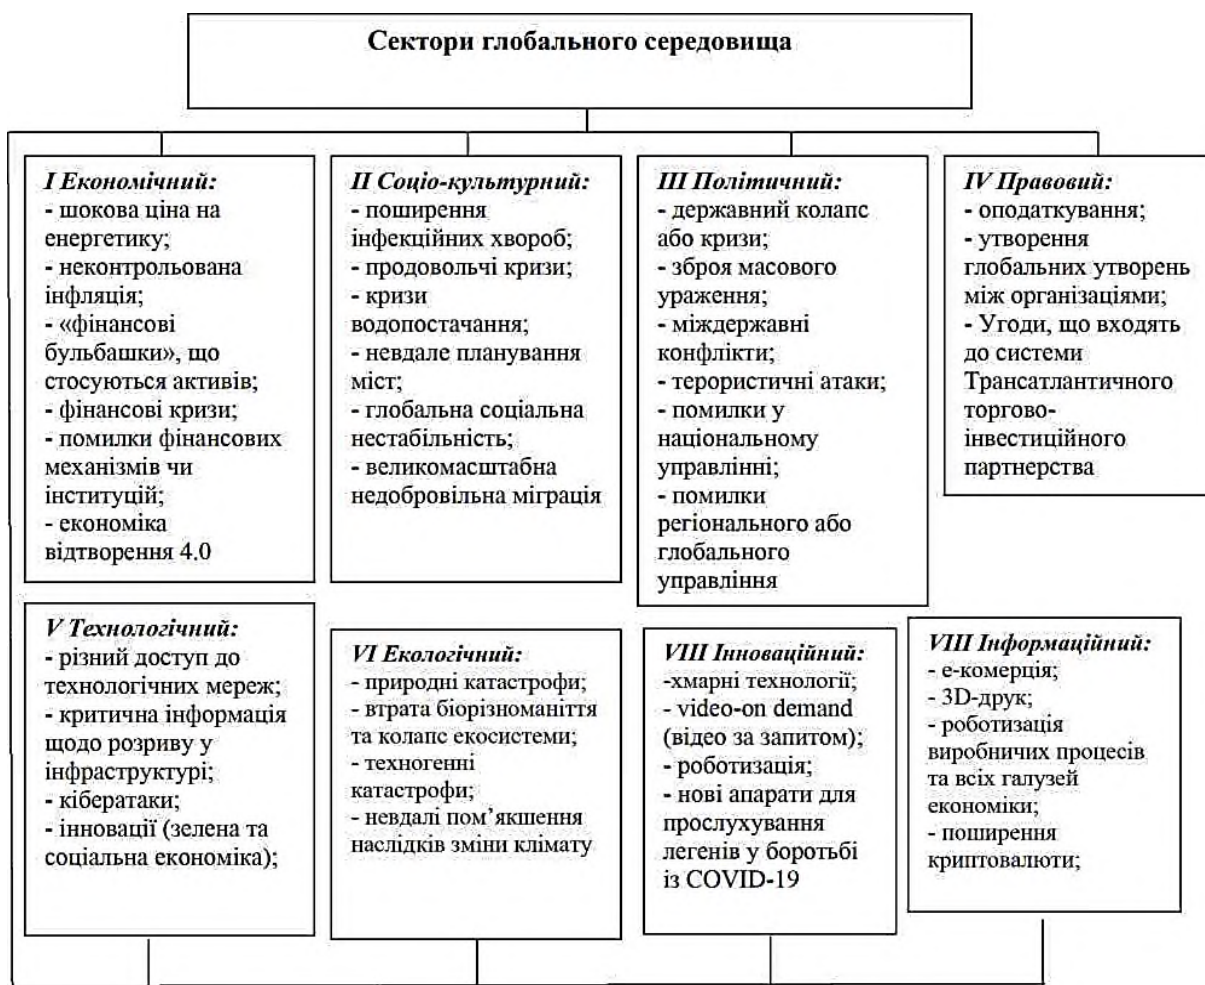 Сектори глобального середовища
I Економічний:
- шокова ціна на
енергетику;
- неконтрольована
інфляція;
- «фінансові
бульбашки», що
стосуються активів;
- фінансові кризи;
- помилки фінансових
механізмів чи
інституцій;
- економіка
відтворення 4.0
II Соціо-культурний:
- поширення
інфекційних хвороб;
- продовольчі кризи;
- кризи
водопостачання;
- невдале планування
міст;
- глобальна соціальна
нестабільність;
- великомасштабна
недобровільна міграція
III Політичний:
- державний колапс
або кризи;
- зброя масового
ураження;
- міждержавні
конфлікти;
- терористичні атаки;
- помилки у
національному
управлінні;
- помилки
регіонального або
глобального
управління
IV Правовий:
- оподаткування;
- утворення
глобальних утворень
між організаціями;
- Угоди, що входять
до системи
Трансатлантичного
торгово-
інвестиційного
партнерства
V Технологічний:
- різний доступ до
технологічних мереж;
- критична інформація
щодо розриву у
інфраструктурі;
- кібератаки;
- інновації (зелена та
соціальна економіка);
VI Екологічний:
- природні катастрофи;
- втрата біорізноманіття
та колапс екосистеми;
- техногенні
катастрофи;
- невдалі пом’якшення
наслідків зміни клімату
VIII Інноваційний:
-хмарні технології;
- video-on demand
(відео за запитом);
- роботизація;
- нові апарати для
прослухування
легенів у боротьбі
із COVID-19
VIII Інформаційний:
- е-комерція;
- 3D-друк;
- роботизація
виробничих процесів
та всіх галузей
економіки;
- поширення
криптовалюти;